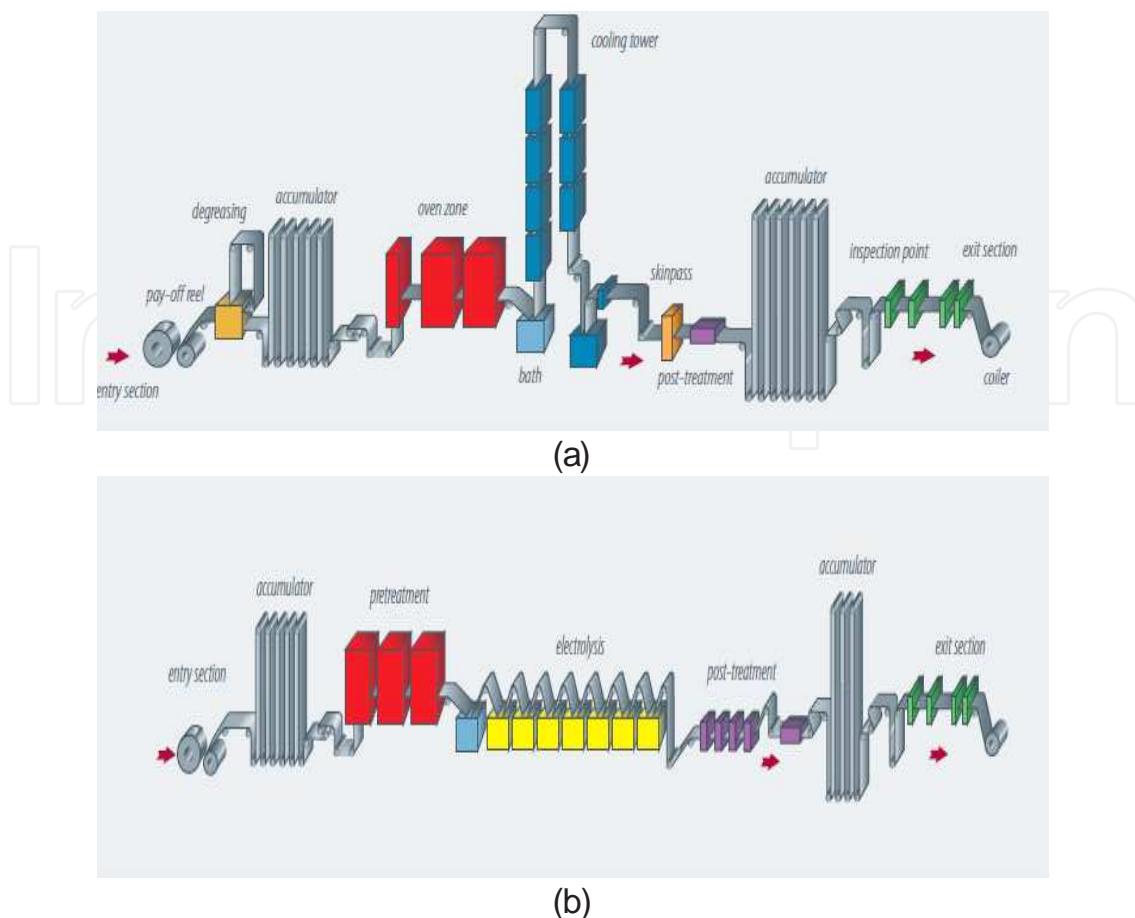 cooling tower
accumulator
accumulator
oven zone
degreasing
inspection point
exit section
skinpass
pay-off reel
entry section
bath
post-treatment
coiler
(a)
accumulator
accumulator
pretreatment
electrolysis
exit section
entry section
post-treatment
(b)